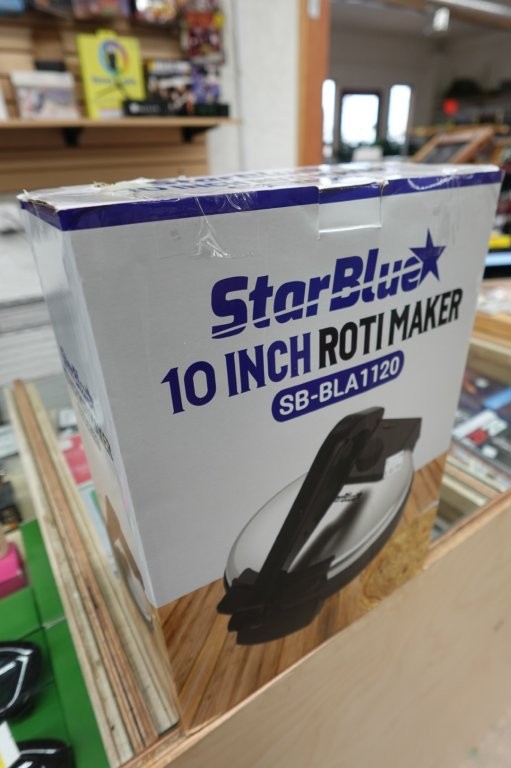 StarBlue
10 INCH ROTI MAKER
SB-BLA1120